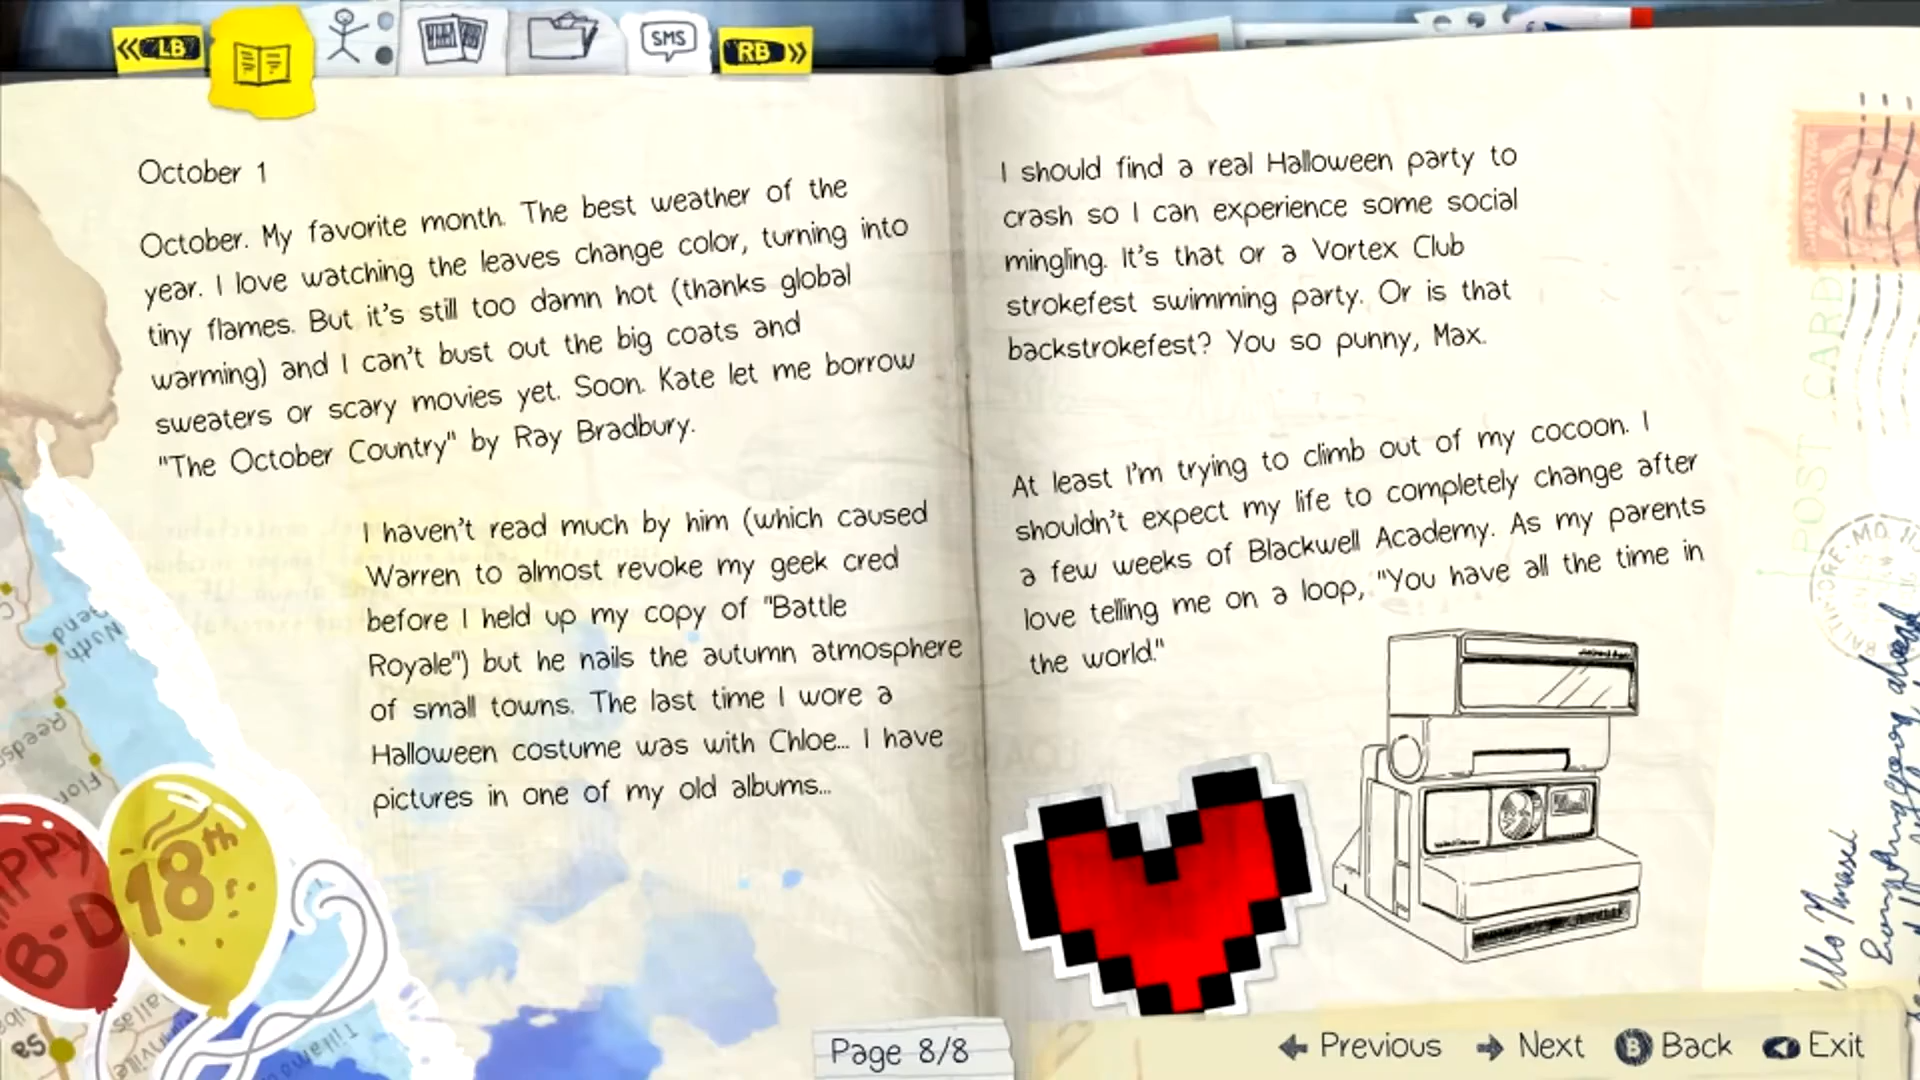 LB
SMS
RB
October 1
October. My favorite month. The best weather of the
year. I love watching the leaves change color, turning into
tiny flames. But it's still too damn hot (thanks global
warming) and I can't bust out the big coats and
sweaters or scary movies yet. Soon. Kate let me borrow
"The October Country" by Ray Bradbury.
I haven't read much by him (which caused
Warren to almost revoke my geek cred
before I held up my copy of "Battle
Royale") but he nails the autumn atmosphere
of small towns. The last time I wore a
Halloween costume was with Chloe... I have
pictures in one of my old albums...
I should find a real Halloween party to
crash so I can experience some social
mingling. It's that or a Vortex Club
strokefest swimming party. Or is that
backstrokefest? You so punny, Max.
At least I'm trying to climb out of my cocoon. I
shouldn't expect my life to completely change after
a few weeks of Blackwell Academy. As my parents
love telling me on a loop, "You have all the time in
the world."
North
Bend
B-D
18th
POST CARD
Page 8/8
Previous
Next
B
Back
Exit